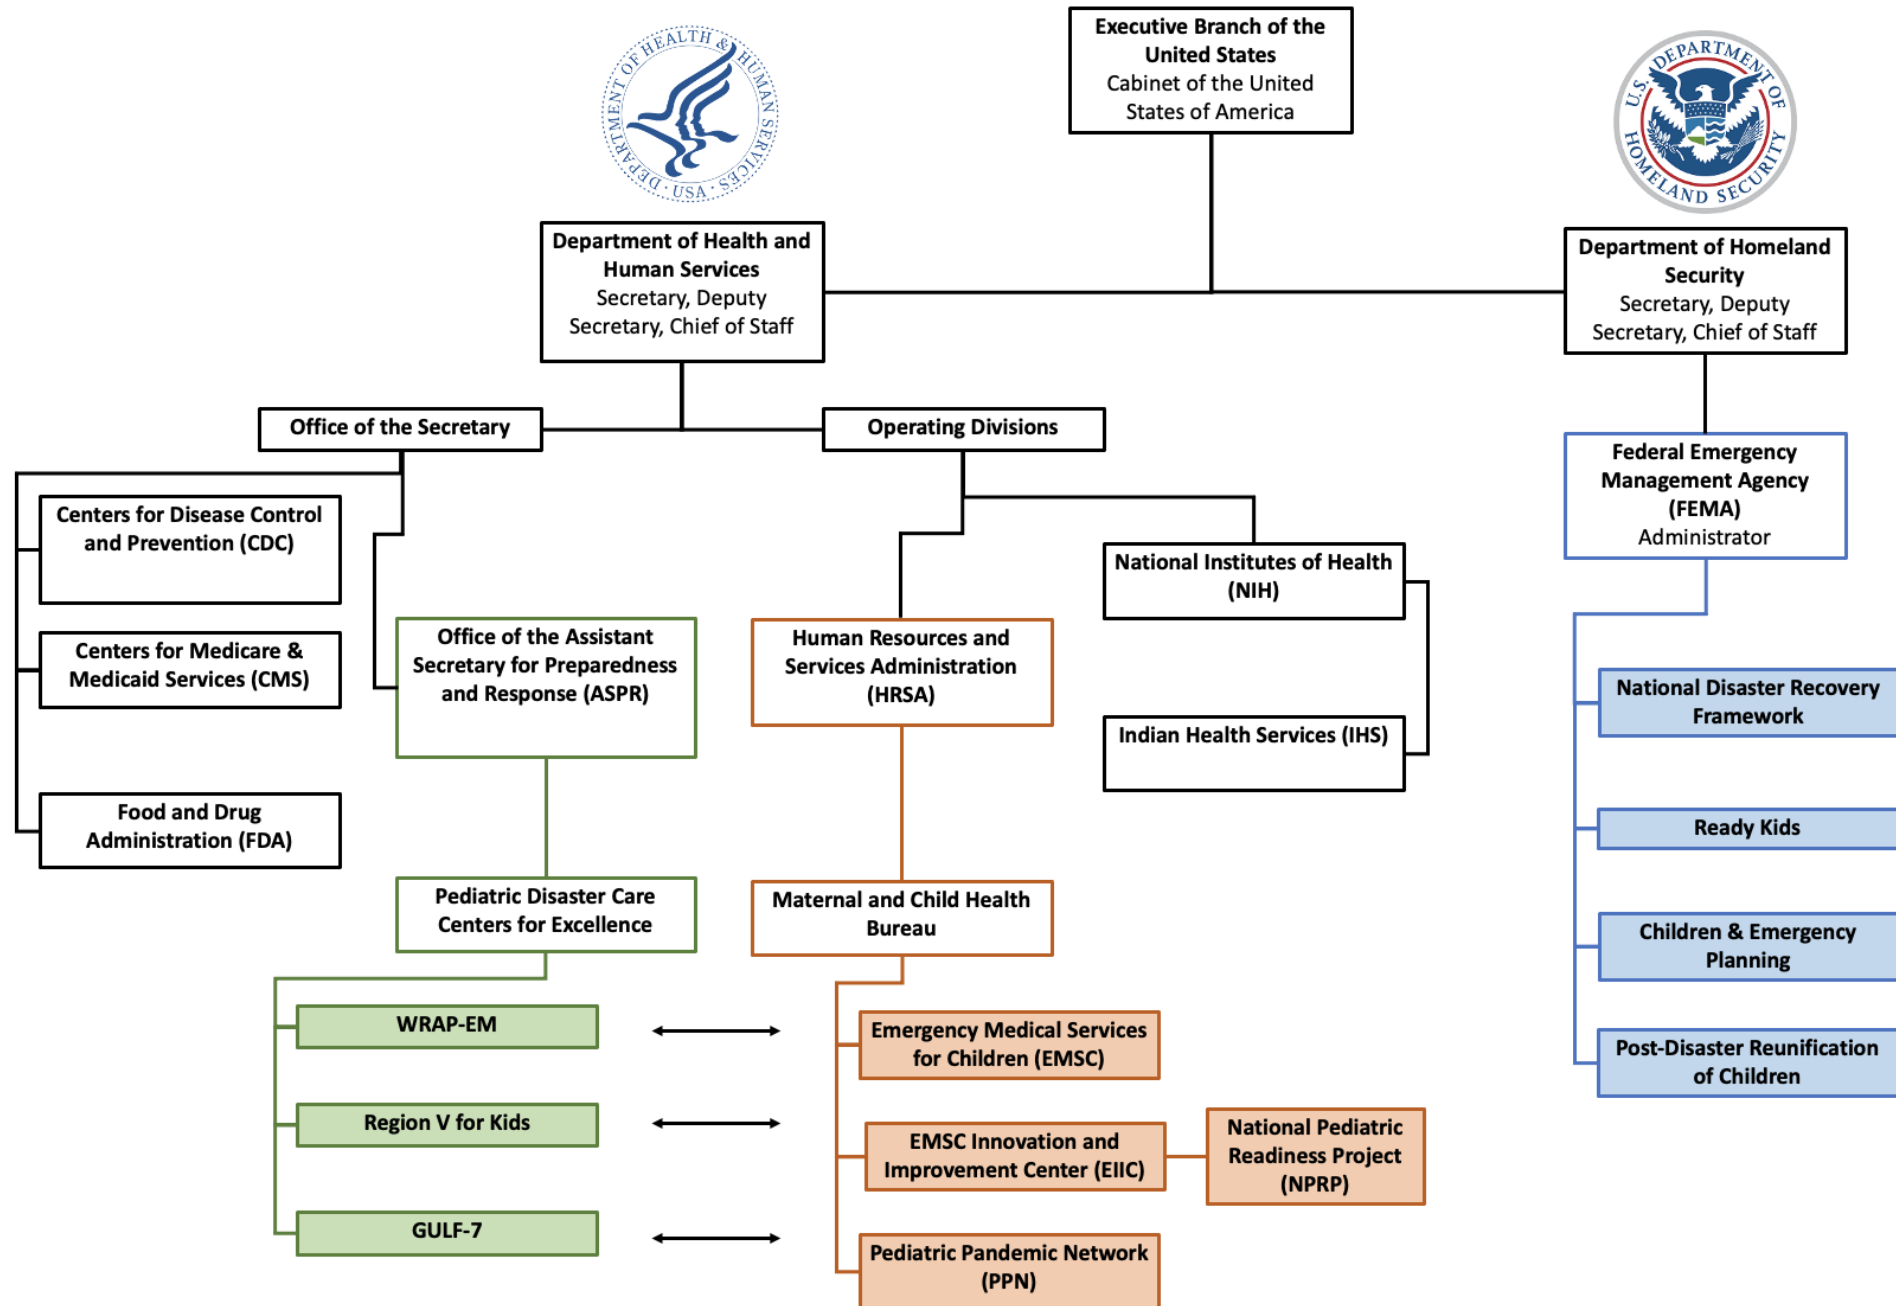 Executive Branch of the
United States
Cabinet of the United
States of America
DEPARTMENT OF HEALTH & HUMAN SERVICES · USA ·
U.S. DEPARTMENT OF
HOMELAND SECURITY
Department of Health and
Human Services
Secretary, Deputy
Secretary, Chief of Staff
Department of Homeland
Security
Secretary, Deputy
Secretary, Chief of Staff
Office of the Secretary
Operating Divisions
Centers for Disease Control
and Prevention (CDC)
Centers for Medicare &
Medicaid Services (CMS)
Food and Drug
Administration (FDA)
Office of the Assistant
Secretary for Preparedness
and Response (ASPR)
Human Resources and
Services Administration
(HRSA)
National Institutes of Health
(NIH)
Indian Health Services (IHS)
Federal Emergency
Management Agency
(FEMA)
Administrator
National Disaster Recovery
Framework
Ready Kids
Children & Emergency
Planning
Post-Disaster Reunification
of Children
Pediatric Disaster Care
Centers for Excellence
Maternal and Child Health
Bureau
WRAP-EM
Region V for Kids
GULF-7
Emergency Medical Services
for Children (EMSC)
EMSC Innovation and
Improvement Center (EIIC)
National Pediatric
Readiness Project
(NPRP)
Pediatric Pandemic Network
(PPN)